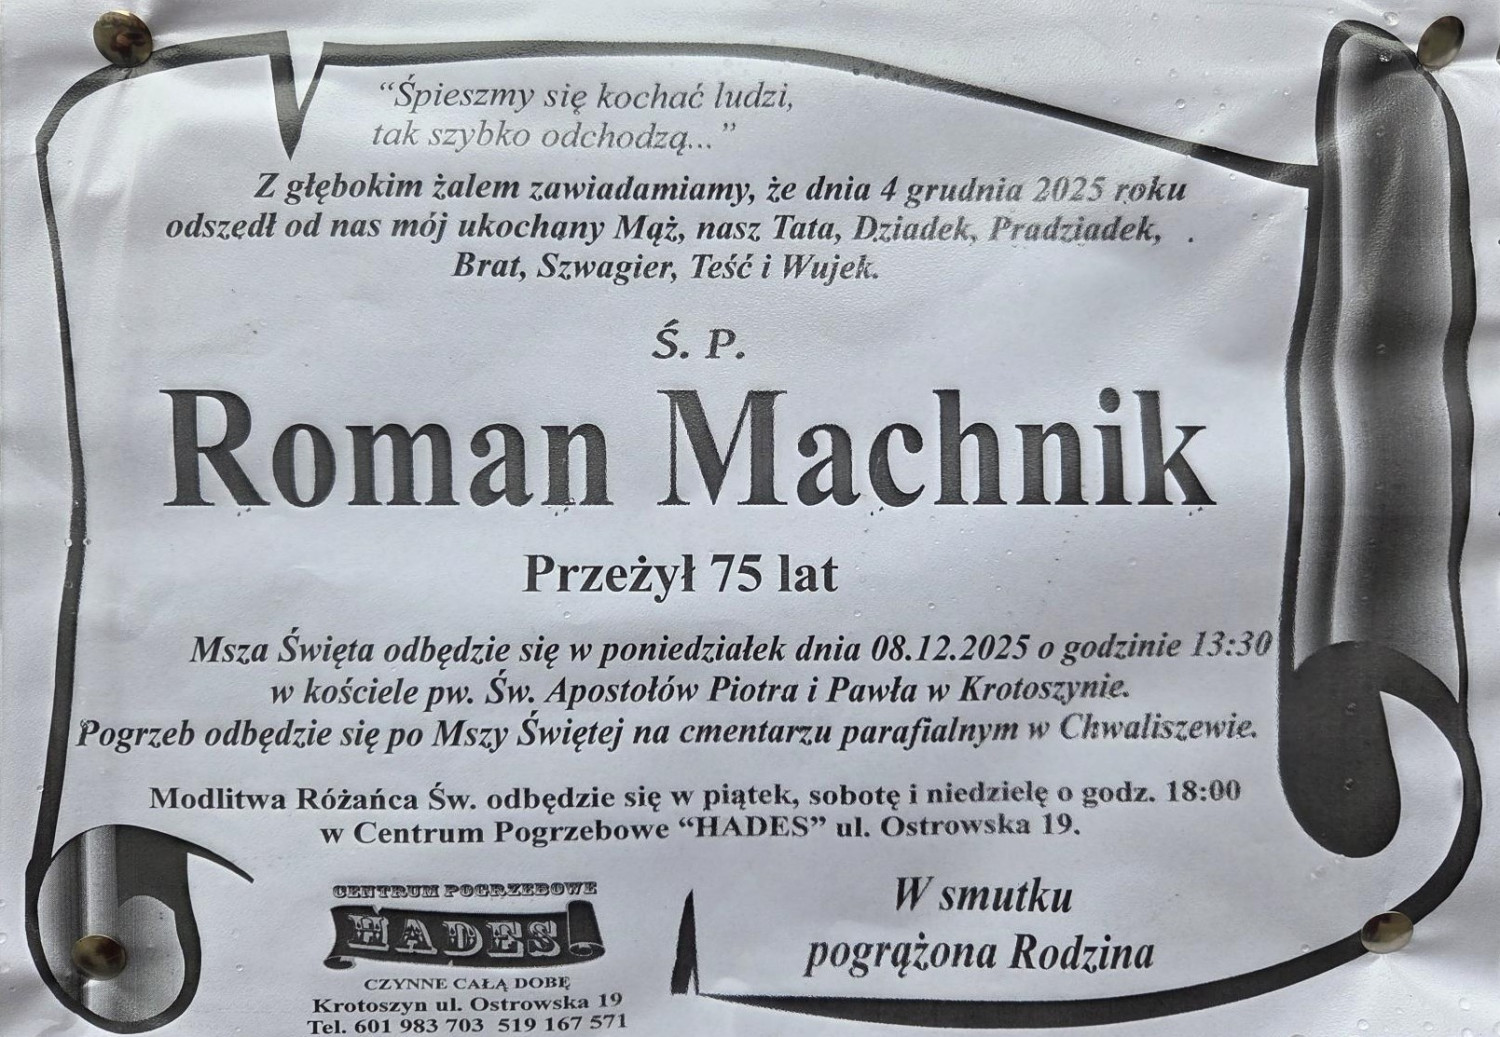 “Śpieszmy się kochać ludzi,
tak szybko odchodzą...”
Z głębokim żalem zawiadamiamy, że dnia 4 grudnia 2025 roku
odszedł od nas mój ukochany Mąż, nasz Tata, Dziadek, Pradziadek,
Brat, Szwagier, Teść i Wujek.
Ś. P.
Roman Machnik
Przeżył 75 lat
Msza Święta odbędzie się w poniedziałek dnia 08.12.2025 o godzinie 13:30
w kościele pw. Św. Apostołów Piotra i Pawła w Krotoszynie.
Pogrzeb odbędzie się po Mszy Świętej na cmentarzu parafialnym w Chwaliszewie.
Modlitwa Różańca Św. odbędzie się w piątek, sobotę i niedzielę o godz. 18:00
w Centrum Pogrzebowe “HADES” ul. Ostrowska 19.
W smutku
pogrążona Rodzina
CENTRUM POGRZEBOWE
HADES
CZYNNE CAŁĄ DOBĘ
Krotoszyn ul. Ostrowska 19
Tel. 601 983 703 519 167 571